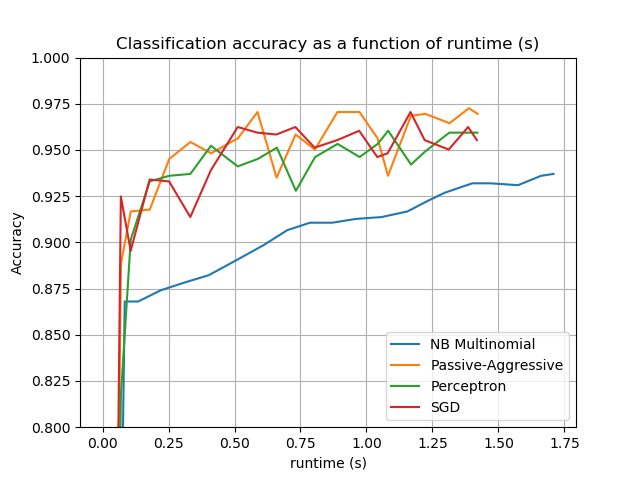 Classification accuracy as a function of runtime (s)
1.000
0.975
0.950
0.925
0.900
0.875
0.850
0.825
0.800
Accuracy
NB Multinomial
Passive-Aggressive
Perceptron
SGD
0.00 0.25 0.50 0.75 1.00 1.25 1.50 1.75
runtime (s)